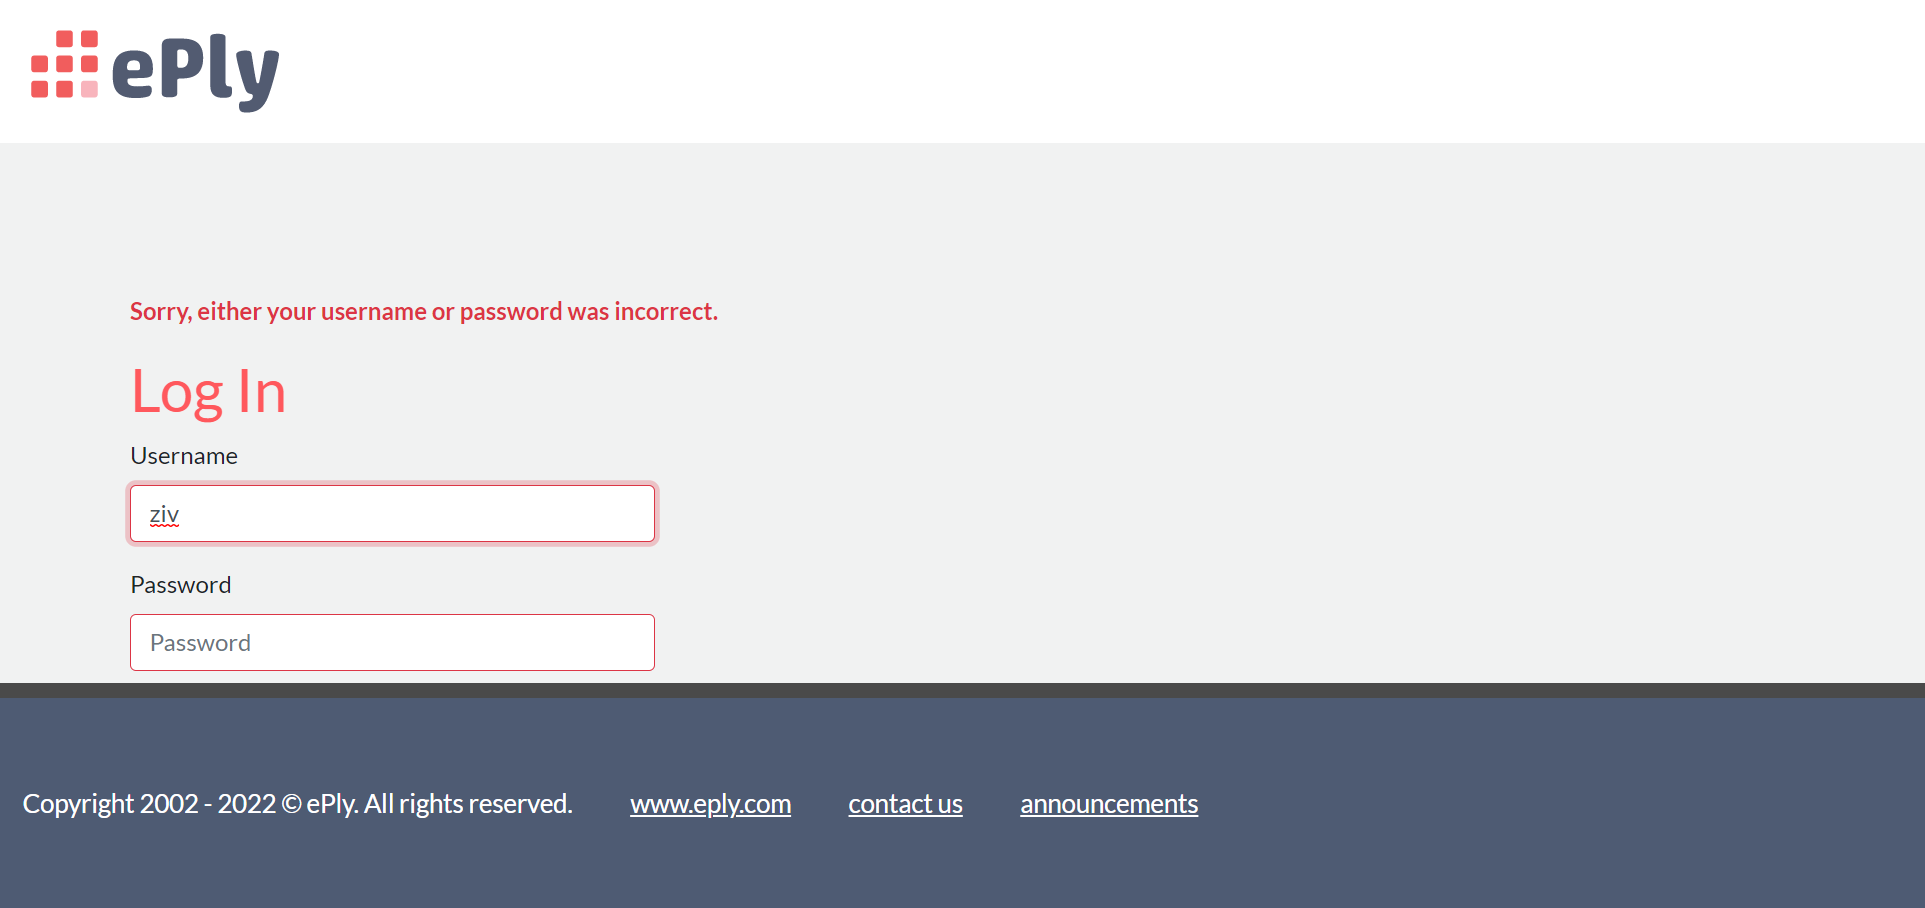 ePly
Sorry, either your username or password was incorrect.
Log In
Username
ziv
Password
Password
Copyright 2002 - 2022 © ePly. All rights reserved. www.eply.com contact us announcements